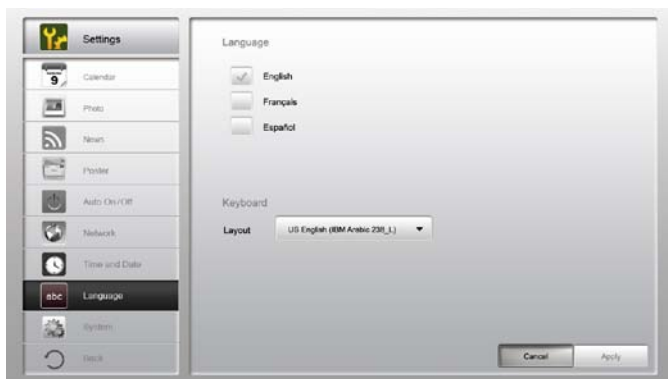 Settings
Calendar
9
Photo
News
Poster
Auto On/Off
Network
Time and Date
abc
Language
System
Back
Language
English
Français
Español
Keyboard
Layout
US English (IBM Arabic 238_L)
Cancel
Apply